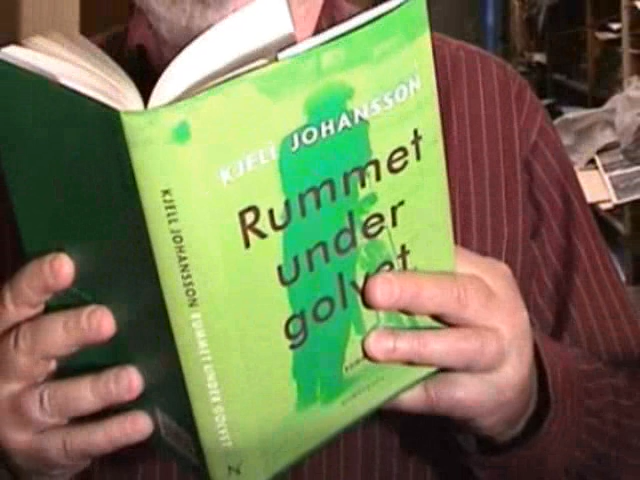 KJELL JOHANSSON
Rummet
under
golvet
KJELL JOHANSSON RUMMET UNDER GOLVET